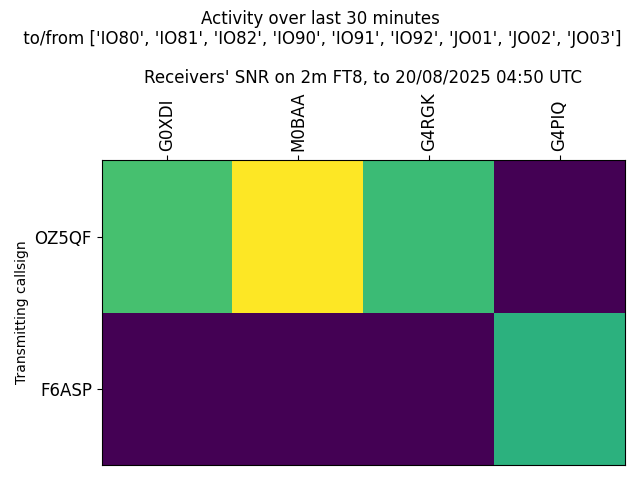 Activity over last 30 minutes
to/from ['IO80', 'IO81', 'IO82', 'IO90', 'IO91', 'IO92', 'JO01', 'JO02', 'JO03']
Receivers' SNR on 2m FT8, to 20/08/2025 04:50 UTC
G0XDI
M0BAA
G4RGK
G4PIQ
Transmitting callsign
OZ5QF
F6ASP